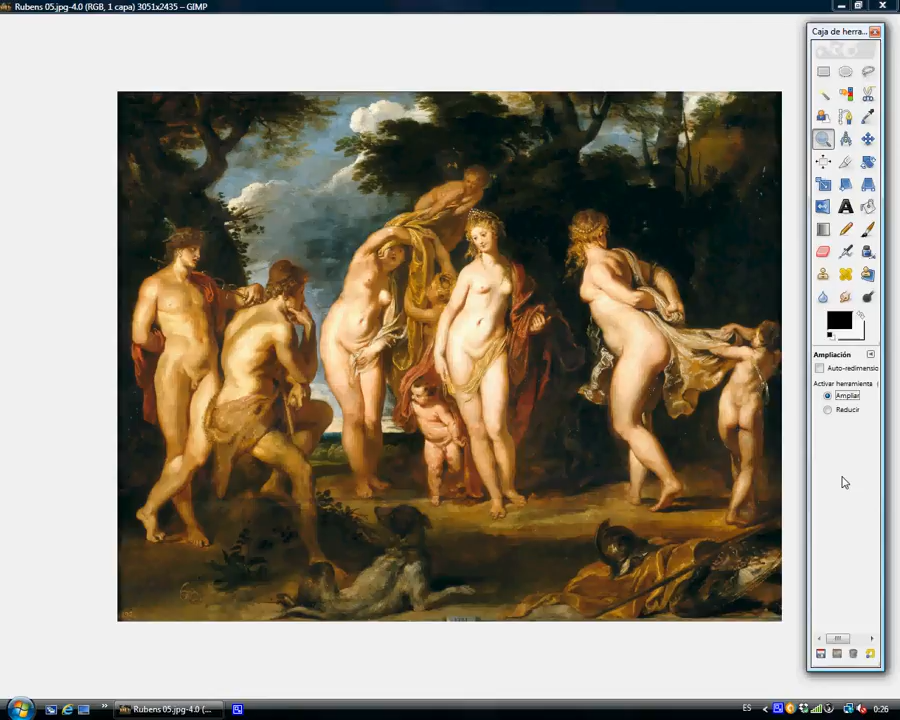 Rubens 05.jpg-4.0 (RGB, 1 capa) 3051x2435 – GIMP
Caja de herra...
Ampliación
Auto-redimensio
Activar herramienta (
Ampliar
Reducir
Rubens 05.jpg-4.0 (...
ES
0:26